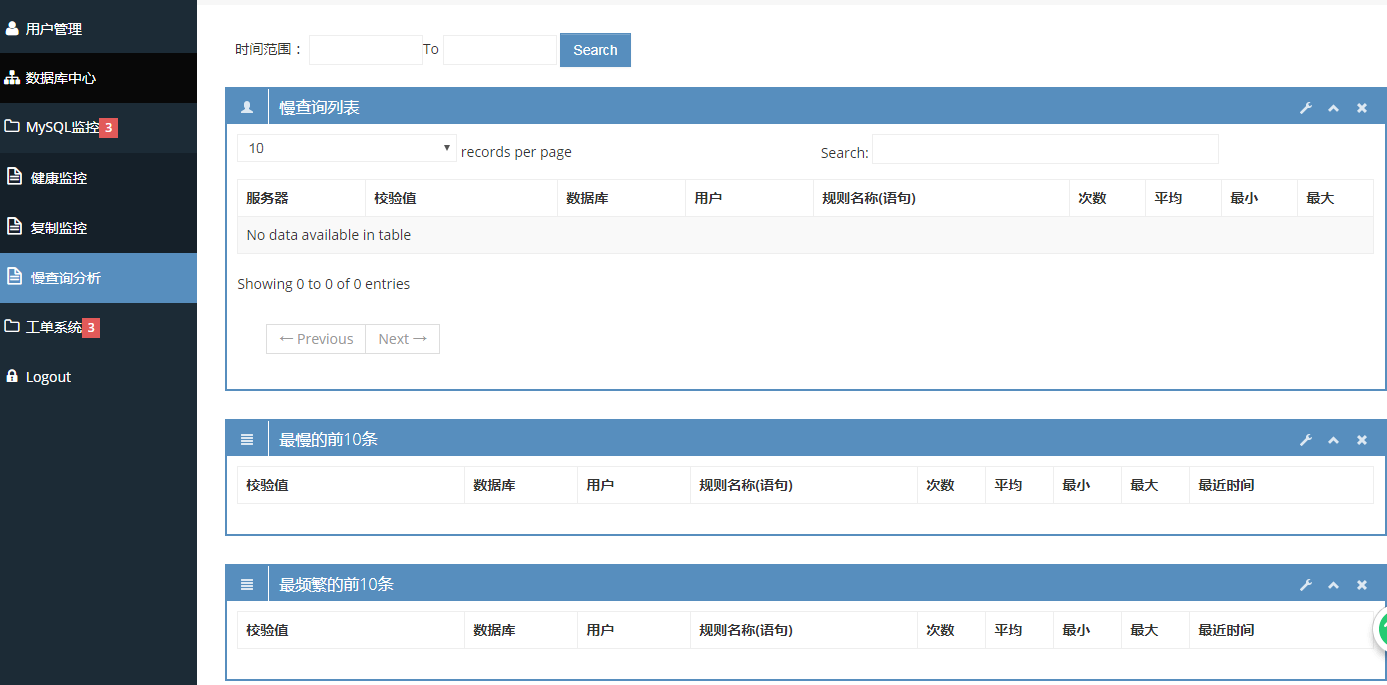 用户管理
数据库中心
MySQL监控 3
健康监控
复制监控
慢查询分析
工单系统 3
Logout
时间范围： To Search
慢查询列表
10 records per page Search:
服务器 校验值 数据库 用户 规则名称(语句) 次数 平均 最小 最大
No data available in table
Showing 0 to 0 of 0 entries
← Previous Next →
最慢的前10条
校验值 数据库 用户 规则名称(语句) 次数 平均 最小 最大 最近时间
最频繁的前10条
校验值 数据库 用户 规则名称(语句) 次数 平均 最小 最大 最近时间